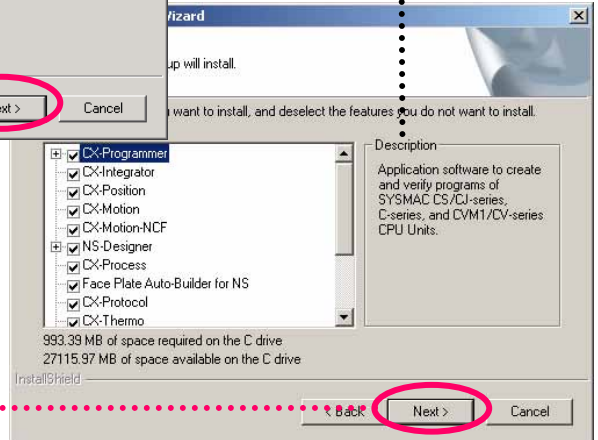 Wizard
up will install.
want to install, and deselect the features you do not want to install.
Cancel
CX-Programmer
CX-Integrator
CX-Position
CX-Motion
CX-Motion-NCF
NS-Designer
CX-Process
Face Plate Auto-Builder for NS
CX-Protocol
CX-Thermo
Description
Application software to create
and verify programs of
SYSMAC CS/CJ-series,
C-series, and CVM1/CV-series
CPU Units.
993.39 MB of space required on the C drive
27115.97 MB of space available on the C drive
InstallShield
< Back Next > Cancel